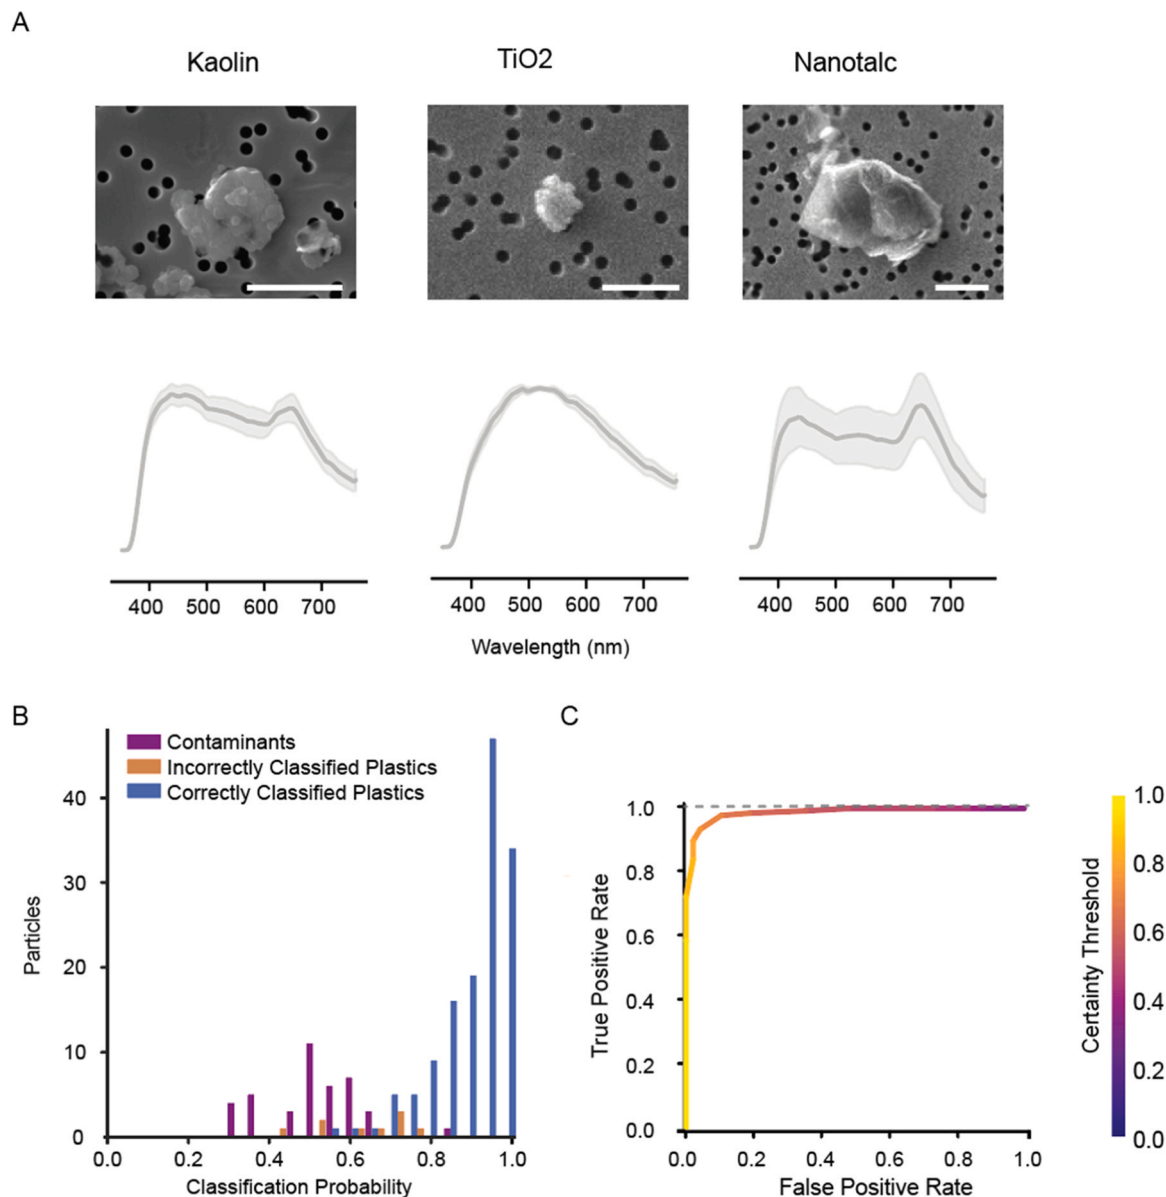 A
Kaolin
TiO2
Nanotalc
400 500 600 700
400 500 600 700
400 500 600 700
Wavelength (nm)
B
Contaminants
Incorrectly Classified Plastics
Correctly Classified Plastics
40
30
20
10
0
Particles
0.0 0.2 0.4 0.6 0.8 1.0
Classification Probability
C
1.0
0.8
0.6
0.4
0.2
0.0
True Positive Rate
0.0 0.2 0.4 0.6 0.8 1.0
False Positive Rate
Certainty Threshold
1.0
0.8
0.6
0.4
0.2
0.0